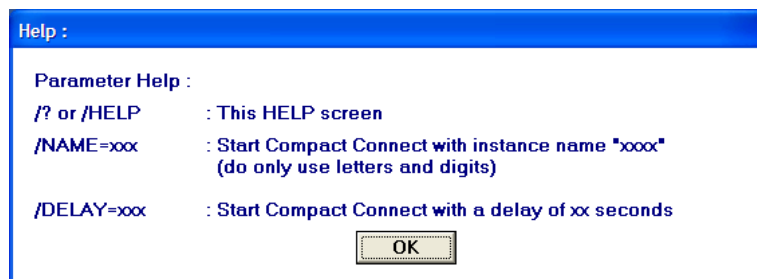 Help :
Parameter Help :
/? or /HELP : This HELP screen
/NAME=xxx : Start Compact Connect with instance name "xxxx"
(do only use letters and digits)
/DELAY=xxx : Start Compact Connect with a delay of xx seconds
OK